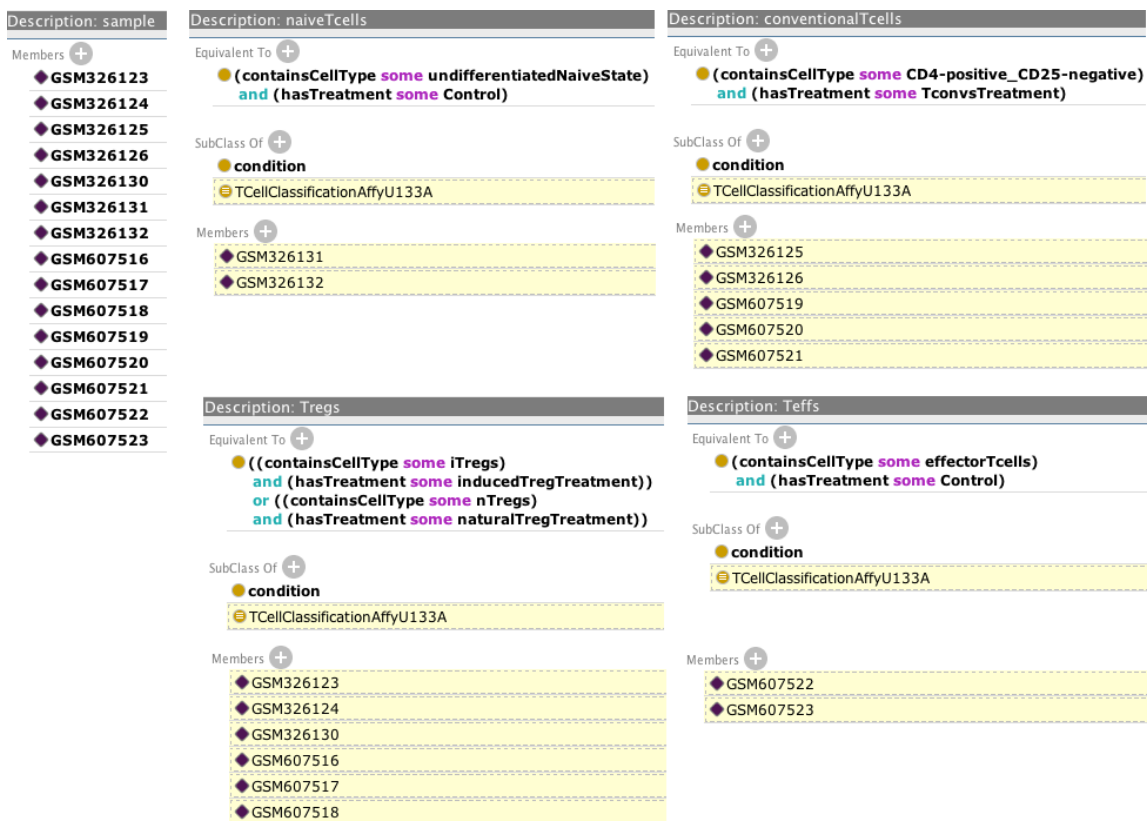 Description: sample
Members
GSM326123
GSM326124
GSM326125
GSM326126
GSM326130
GSM326131
GSM326132
GSM607516
GSM607517
GSM607518
GSM607519
GSM607520
GSM607521
GSM607522
GSM607523
Description: naiveTcells
Equivalent To
(containsCellType some undifferentiatedNaiveState)
and (hasTreatment some Control)
SubClass Of
condition
TCellClassificationAffyU133A
Members
GSM326131
GSM326132
Description: conventionalTcells
Equivalent To
(containsCellType some CD4-positive_CD25-negative)
and (hasTreatment some TconvsTreatment)
SubClass Of
condition
TCellClassificationAffyU133A
Members
GSM326125
GSM326126
GSM607519
GSM607520
GSM607521
Description: Tregs
Equivalent To
((containsCellType some iTregs)
and (hasTreatment some inducedTregTreatment))
or ((containsCellType some nTregs)
and (hasTreatment some naturalTregTreatment))
SubClass Of
condition
TCellClassificationAffyU133A
Members
GSM326123
GSM326124
GSM326130
GSM607516
GSM607517
GSM607518
Description: Teffs
Equivalent To
(containsCellType some effectorTcells)
and (hasTreatment some Control)
SubClass Of
condition
TCellClassificationAffyU133A
Members
GSM607522
GSM607523